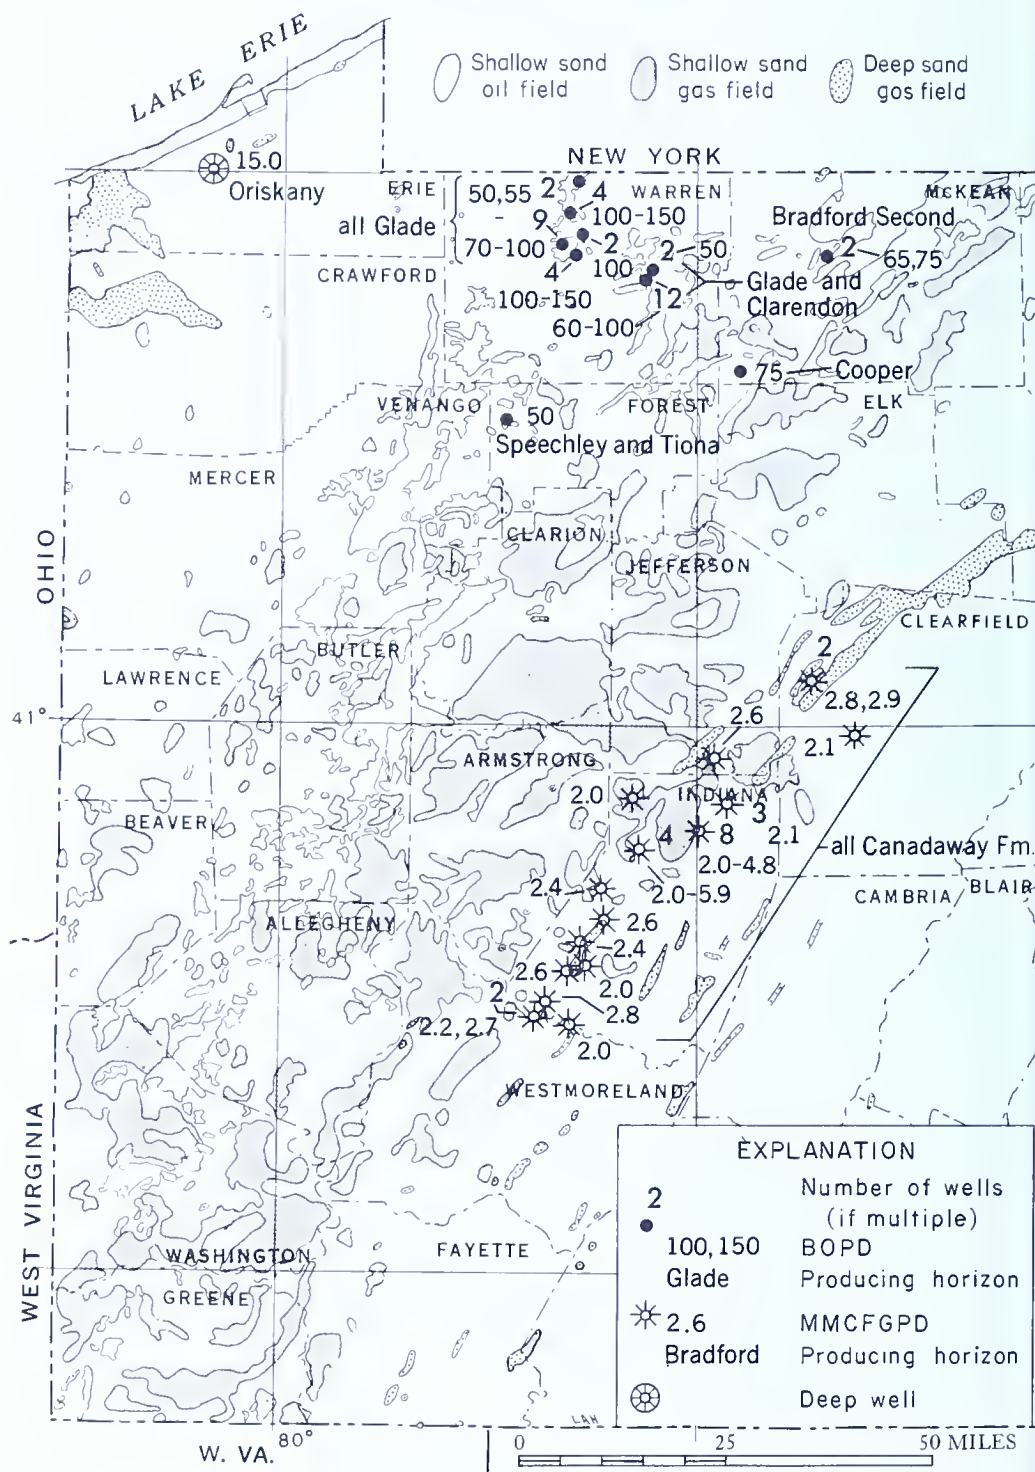 LAKE ERIE
Shallow sond
oil field
Shallow sand
gas field
Deep sand
gos field
15.0
Oriskany
NEW YORK
ERIE
WARREN
McKEAN
50,55
2
4
all Glade
9
100-150
Bradford Second
70-100
2
2
50
2
65,75
CRAWFORD
4
100
Glade and
Clarendon
100-150
12
60-100
75
Cooper
VENANGO
FOREST
ELK
50
Speechley and Tiona
MERCER
CLARION
JEFFERSON
OHIO
CLEARFIELD
BUTLER
2
LAWRENCE
2.8,2.9
41°
2.6
2.1
ARMSTRONG
2.0
INDIANA
3
BEAVER
4
8
2.1
all Canadaway Fm.
2.0-4.8
2.4
2.0-5.9
CAMBRIA
BLAIR
ALLEGHENY
2.6
2.4
2.6
2.0
2
2.8
2.2, 2.7
2.0
WESTMORELAND
WEST VIRGINIA
EXPLANATION
2
Number of wells
(if multiple)
100,150
BOPD
Glade
Producing horizon
2.6
MMCFGPD
Bradford
Producing horizon
Deep well
WASHINGTON
FAYETTE
GREENE
LAH
W. VA.
80°
0
25
50 MILES